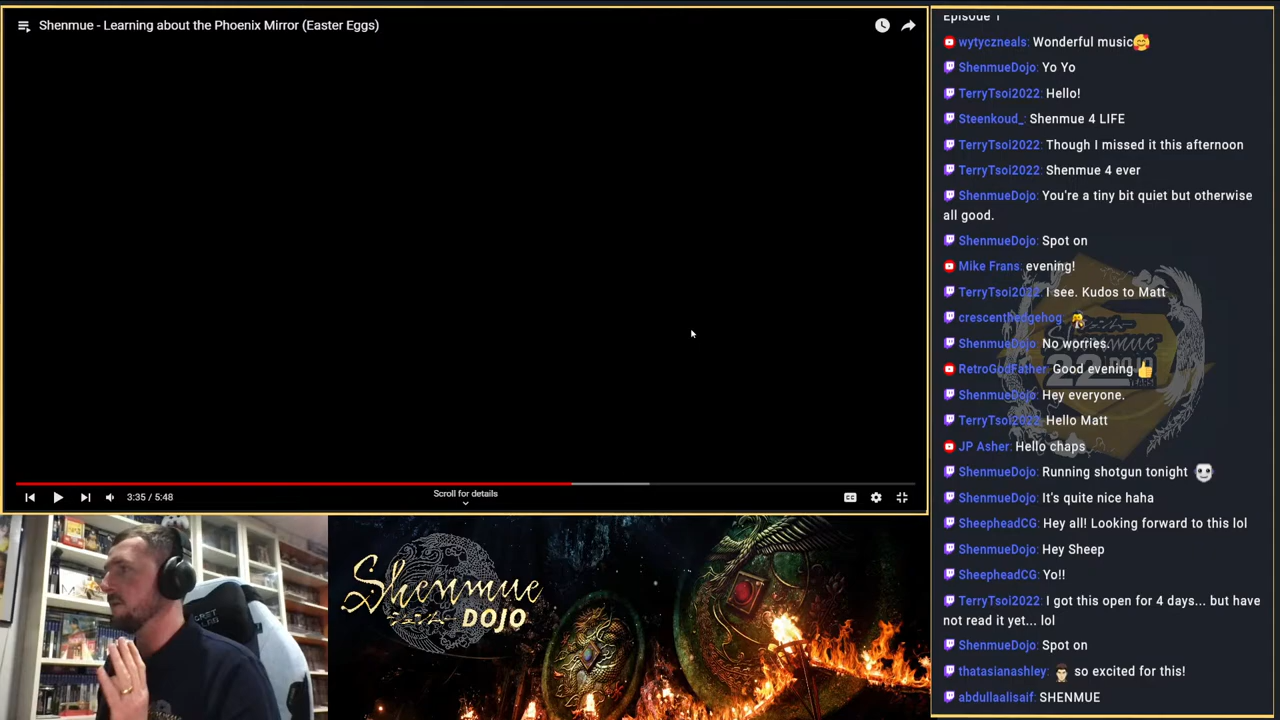 Shenmue - Learning about the Phoenix Mirror (Easter Eggs)
3:35 / 5:48
Scroll for details
Shenmue
DOJO
Episode 1
wytyczneals: Wonderful music
ShenmueDojo: Yo Yo
TerryTsoi2022: Hello!
Steenkoud_: Shenmue 4 LIFE
TerryTsoi2022: Though I missed it this afternoon
TerryTsoi2022: Shenmue 4 ever
ShenmueDojo: You're a tiny bit quiet but otherwise
all good.
ShenmueDojo: Spot on
Mike Frans: evening!
TerryTsoi2022: I see. Kudos to Matt
crescenthedgehog:
ShenmueDojo: No worries.
RetroGodFather: Good evening
ShenmueDojo: Hey everyone.
TerryTsoi2022: Hello Matt
JP Asher: Hello chaps
ShenmueDojo: Running shotgun tonight
ShenmueDojo: It's quite nice haha
SheepheadCG: Hey all! Looking forward to this lol
ShenmueDojo: Hey Sheep
SheepheadCG: Yo!!
TerryTsoi2022: I got this open for 4 days... but have
not read it yet... lol
ShenmueDojo: Spot on
thatasianashley: so excited for this!
abdullaalisaif: SHENMUE
Shenmue
22 DOJO
YEARS